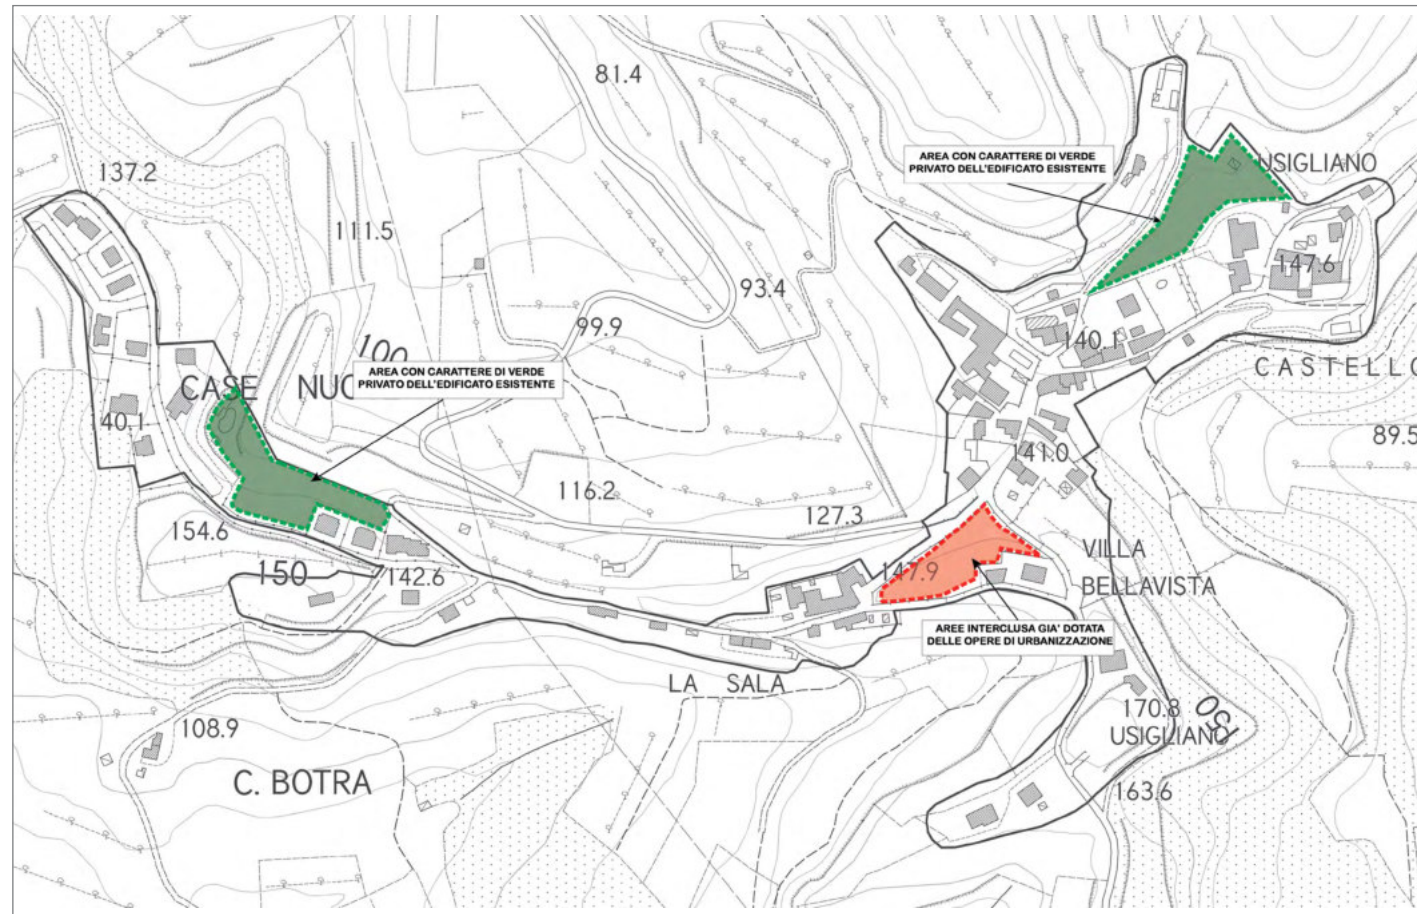 81.4
AREA CON CARATTERE DI VERDE
PRIVATO DELL'EDIFICATO ESISTENTE
USIGLIANO
137.2
111.5
147.6
93.4
99.9
100
140.1
AREA CON CARATTERE DI VERDE
PRIVATO DELL'EDIFICATO ESISTENTE
CASTELLO
CASE NUO
140.1
89.5
141.0
116.2
127.3
154.6
VILLA
BELLAVISTA
150
142.6
147.9
AREE INTERCLUSA GIA' DOTATA
DELLE OPERE DI URBANIZZAZIONE
LA SALA
170.8
150
USIGLIANO
108.9
C. BOTRA
163.6